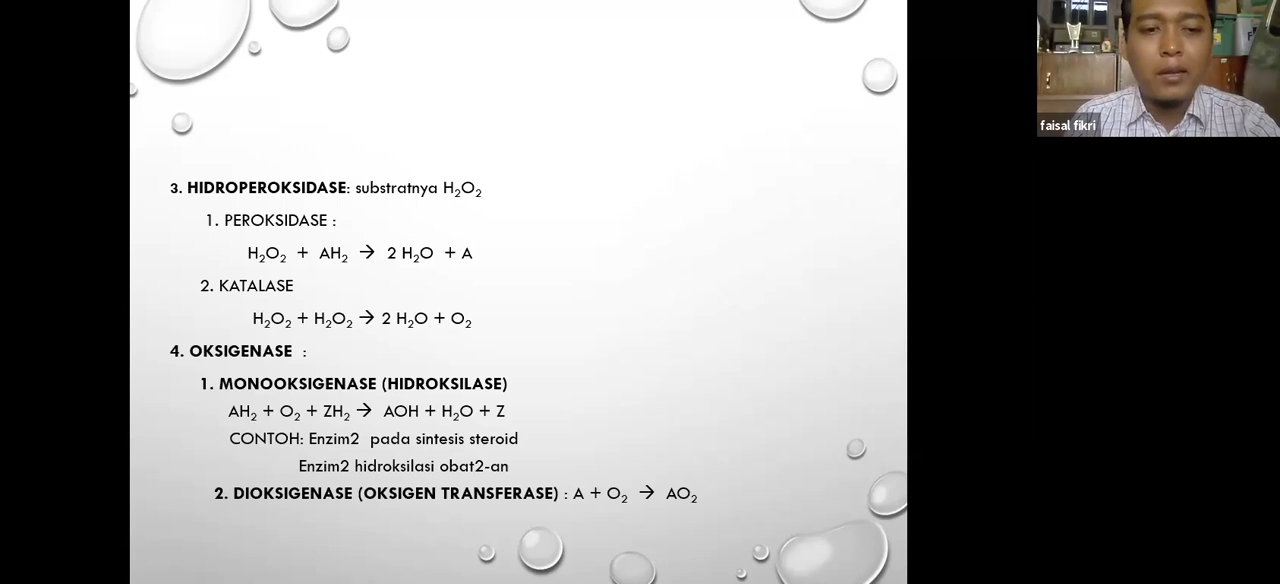 3. HIDROPEROKSIDASE: substratnya H₂O₂
1. PEROKSIDASE :
H₂O₂ + AH₂ → 2 H₂O + A
2. KATALASE
H₂O₂ + H₂O₂ → 2 H₂O + O₂
4. OKSIGENASE :
1. MONOOKSIGENASE (HIDROKSILASE)
AH₂ + O₂ + ZH₂ → AOH + H₂O + Z
CONTOH: Enzim2 pada sintesis steroid
Enzim2 hidroksilasi obat2-an
2. DIOKSIGENASE (OKSIGEN TRANSFERASE) : A + O₂ → AO₂
faisal fikri